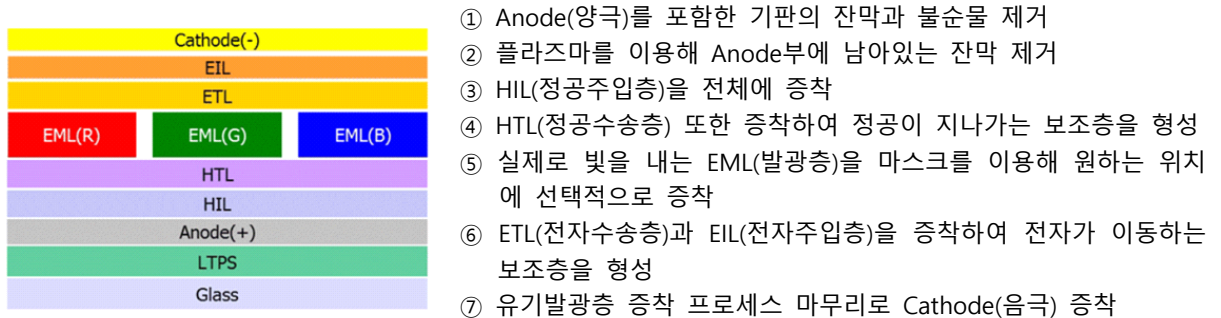 Cathode(-)
EIL
ETL
EML(R) EML(G) EML(B)
HTL
HIL
Anode(+)
LTPS
Glass
① Anode(양극)를 포함한 기판의 잔막과 불순물 제거
② 플라즈마를 이용해 Anode부에 남아있는 잔막 제거
③ HIL(정공주입층)을 전체에 증착
④ HTL(정공수송층) 또한 증착하여 정공이 지나가는 보조층을 형성
⑤ 실제로 빛을 내는 EML(발광층)을 마스크를 이용해 원하는 위치
에 선택적으로 증착
⑥ ETL(전자수송층)과 EIL(전자주입층)을 증착하여 전자가 이동하는
보조층을 형성
⑦ 유기발광층 증착 프로세스 마무리로 Cathode(음극) 증착